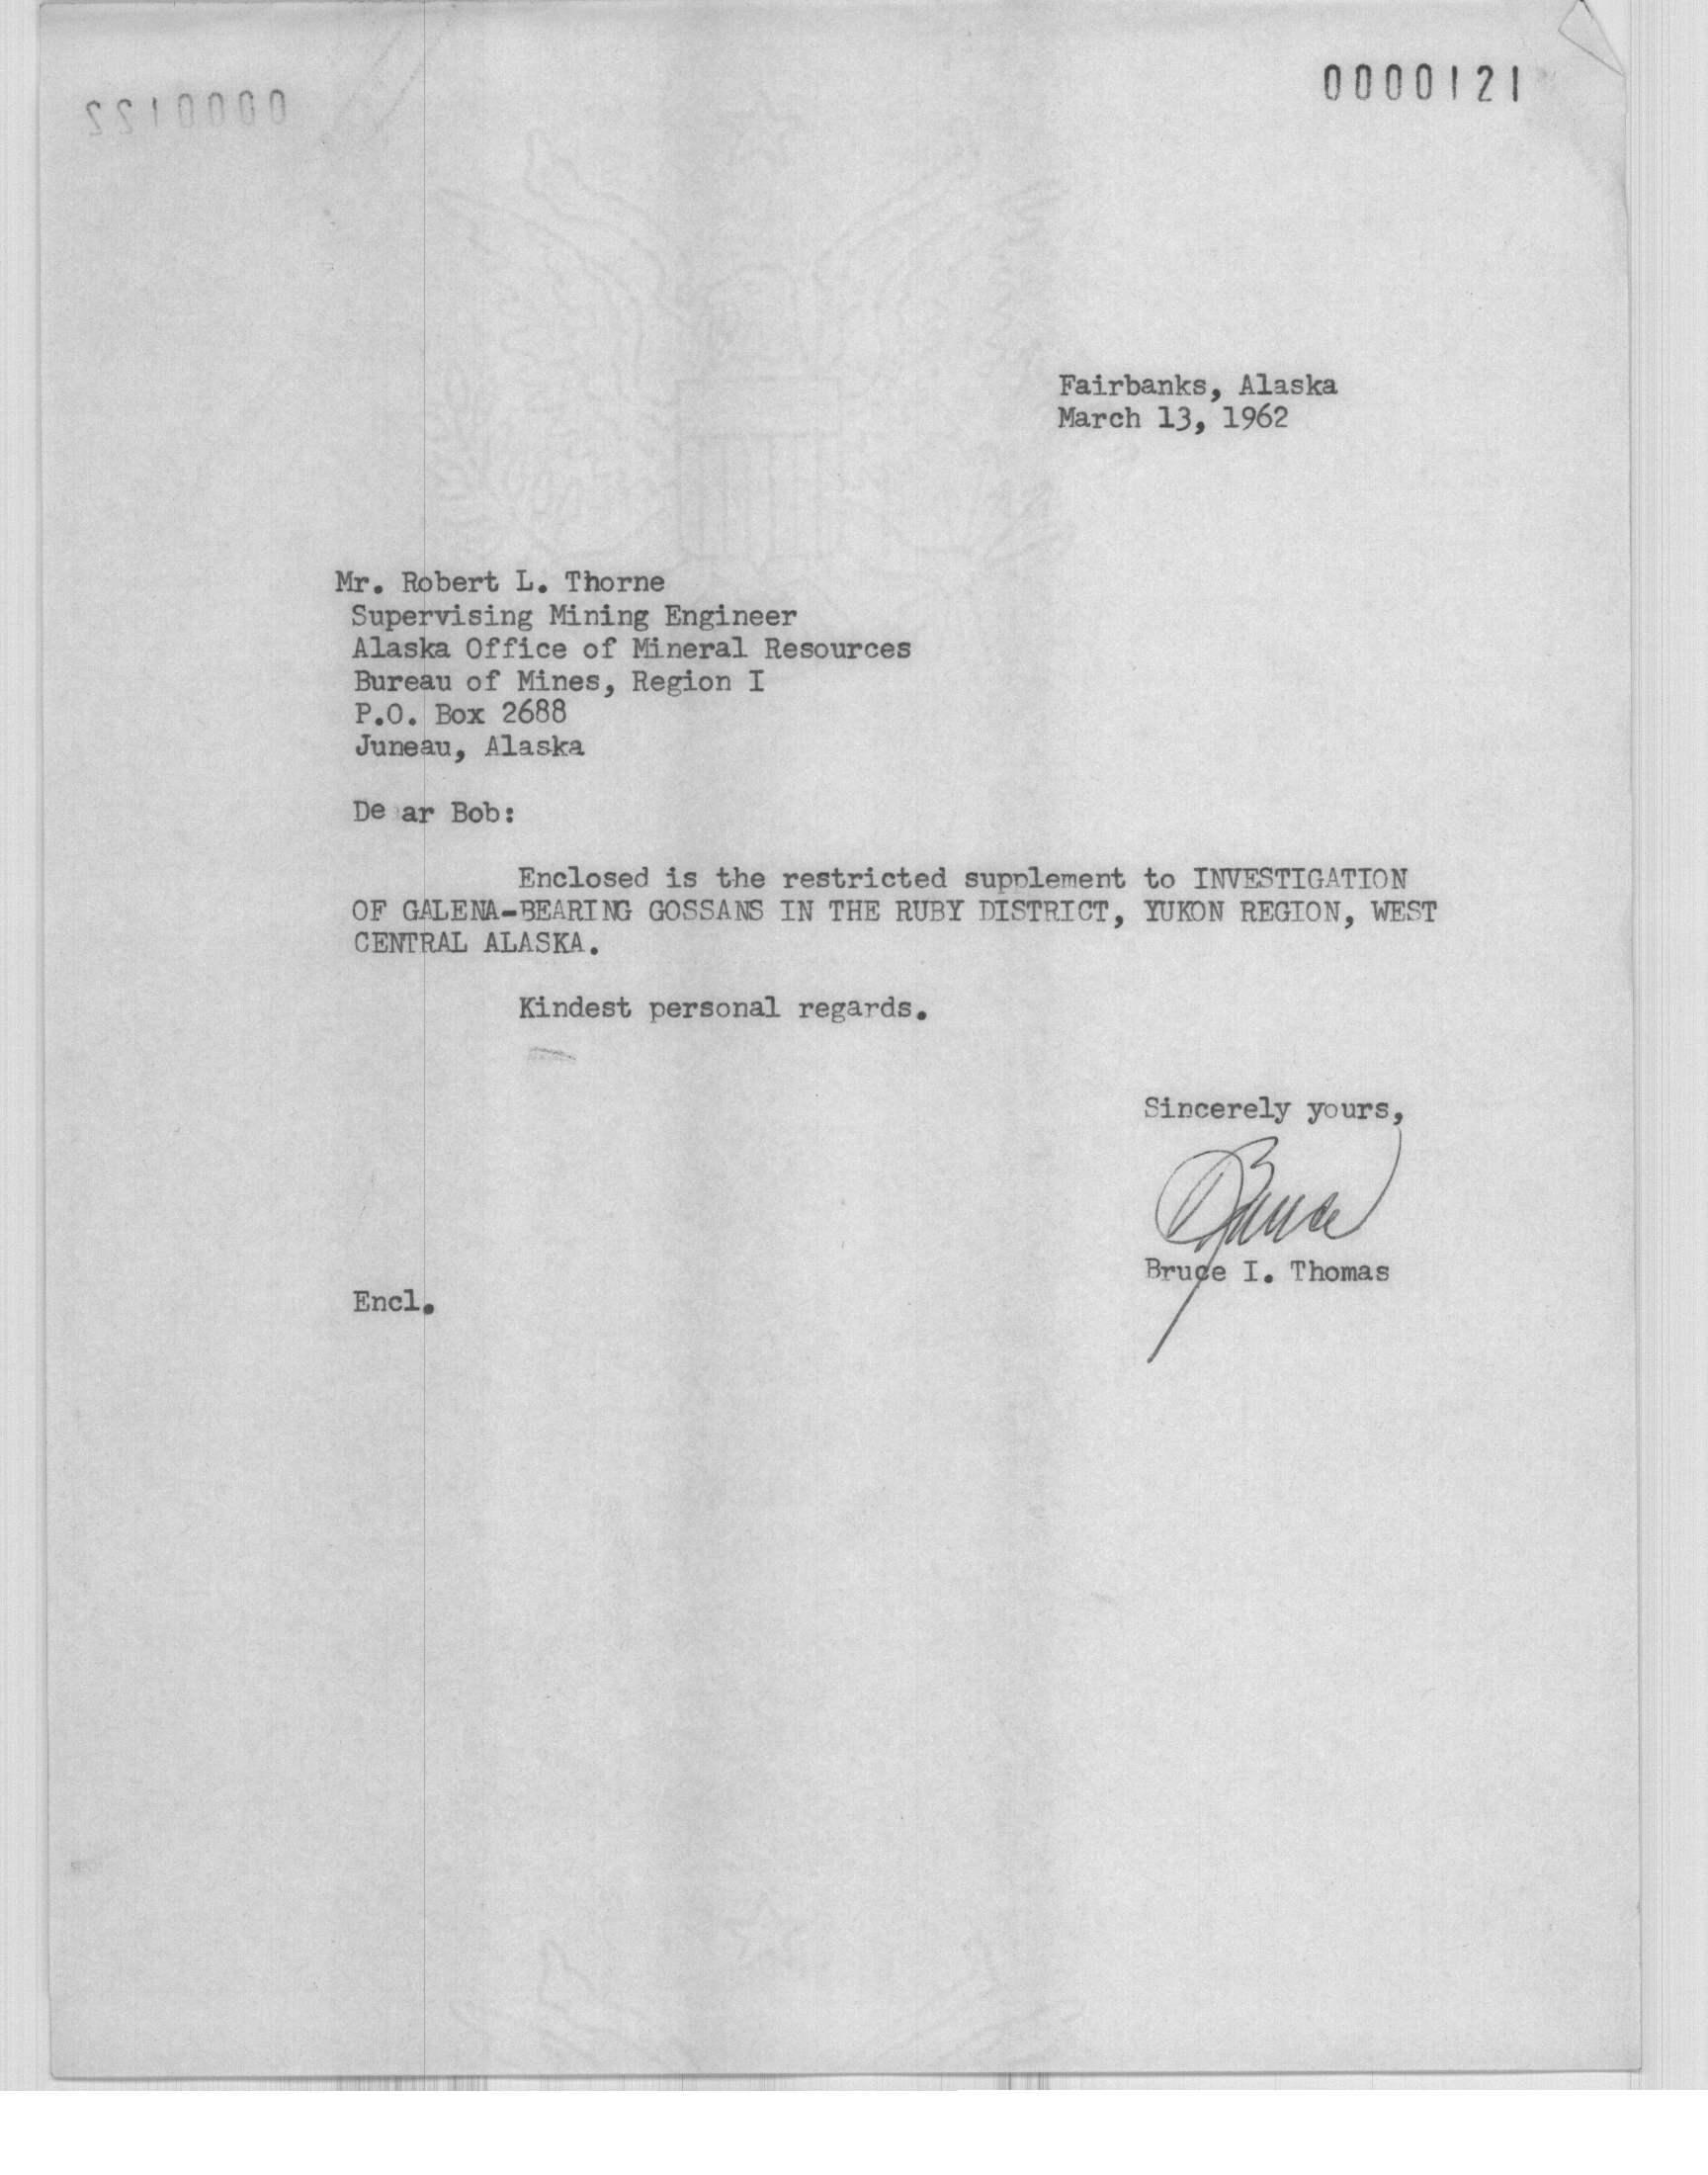 0000121
0000122
Fairbanks, Alaska
March 13, 1962
Mr. Robert L. Thorne
Supervising Mining Engineer
Alaska Office of Mineral Resources
Bureau of Mines, Region I
P.O. Box 2688
Juneau, Alaska
De ar Bob:
Enclosed is the restricted supplement to INVESTIGATION
OF GALENA-BEARING GOSSANS IN THE RUBY DISTRICT, YUKON REGION, WEST
CENTRAL ALASKA.
Kindest personal regards.
Sincerely yours,
Bruce
Bruce I. Thomas
Encl.